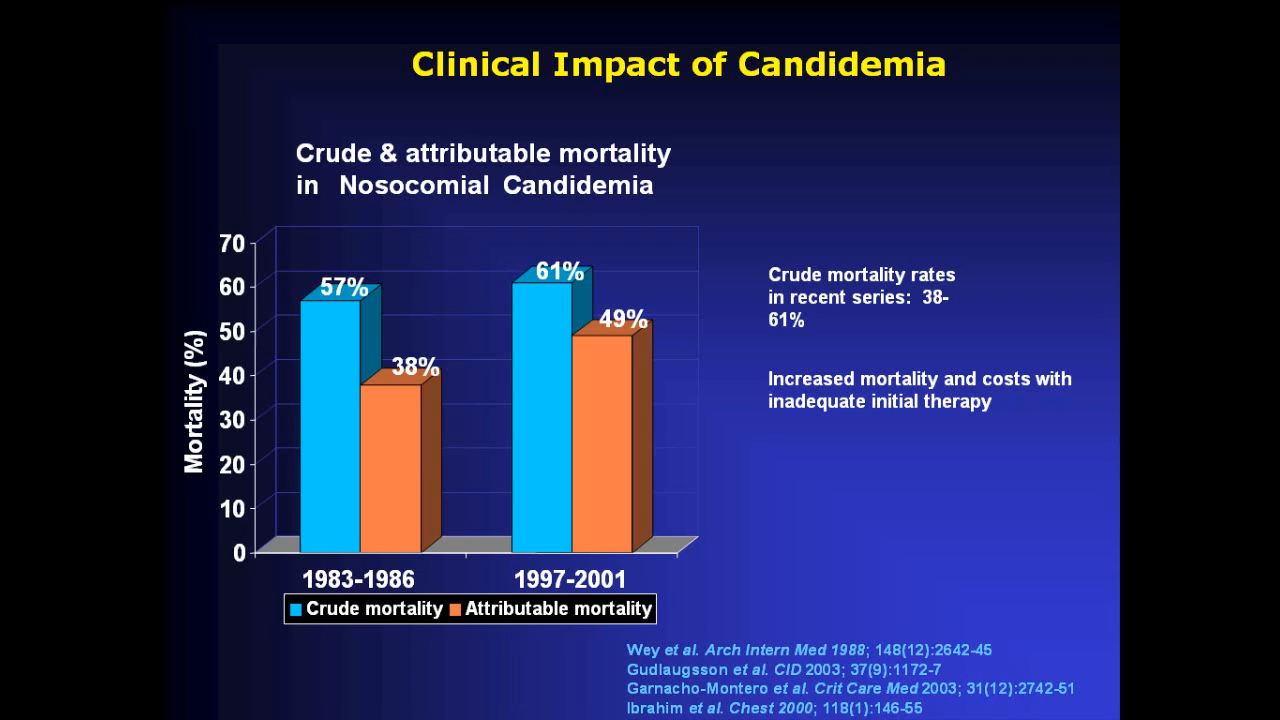 Clinical Impact of Candidemia
Crude & attributable mortality
in Nosocomial Candidemia
Mortality (%)
70
60
50
40
30
20
10
0
57%
38%
61%
49%
1983-1986
1997-2001
Crude mortality
Attributable mortality
Crude mortality rates
in recent series: 38-
61%
Increased mortality and costs with
inadequate initial therapy
Wey et al. Arch Intern Med 1988; 148(12):2642-45
Gudlaugsson et al. CID 2003; 37(9):1172-7
Garnacho-Montero et al. Crit Care Med 2003; 31(12):2742-51
Ibrahim et al. Chest 2000; 118(1):146-55